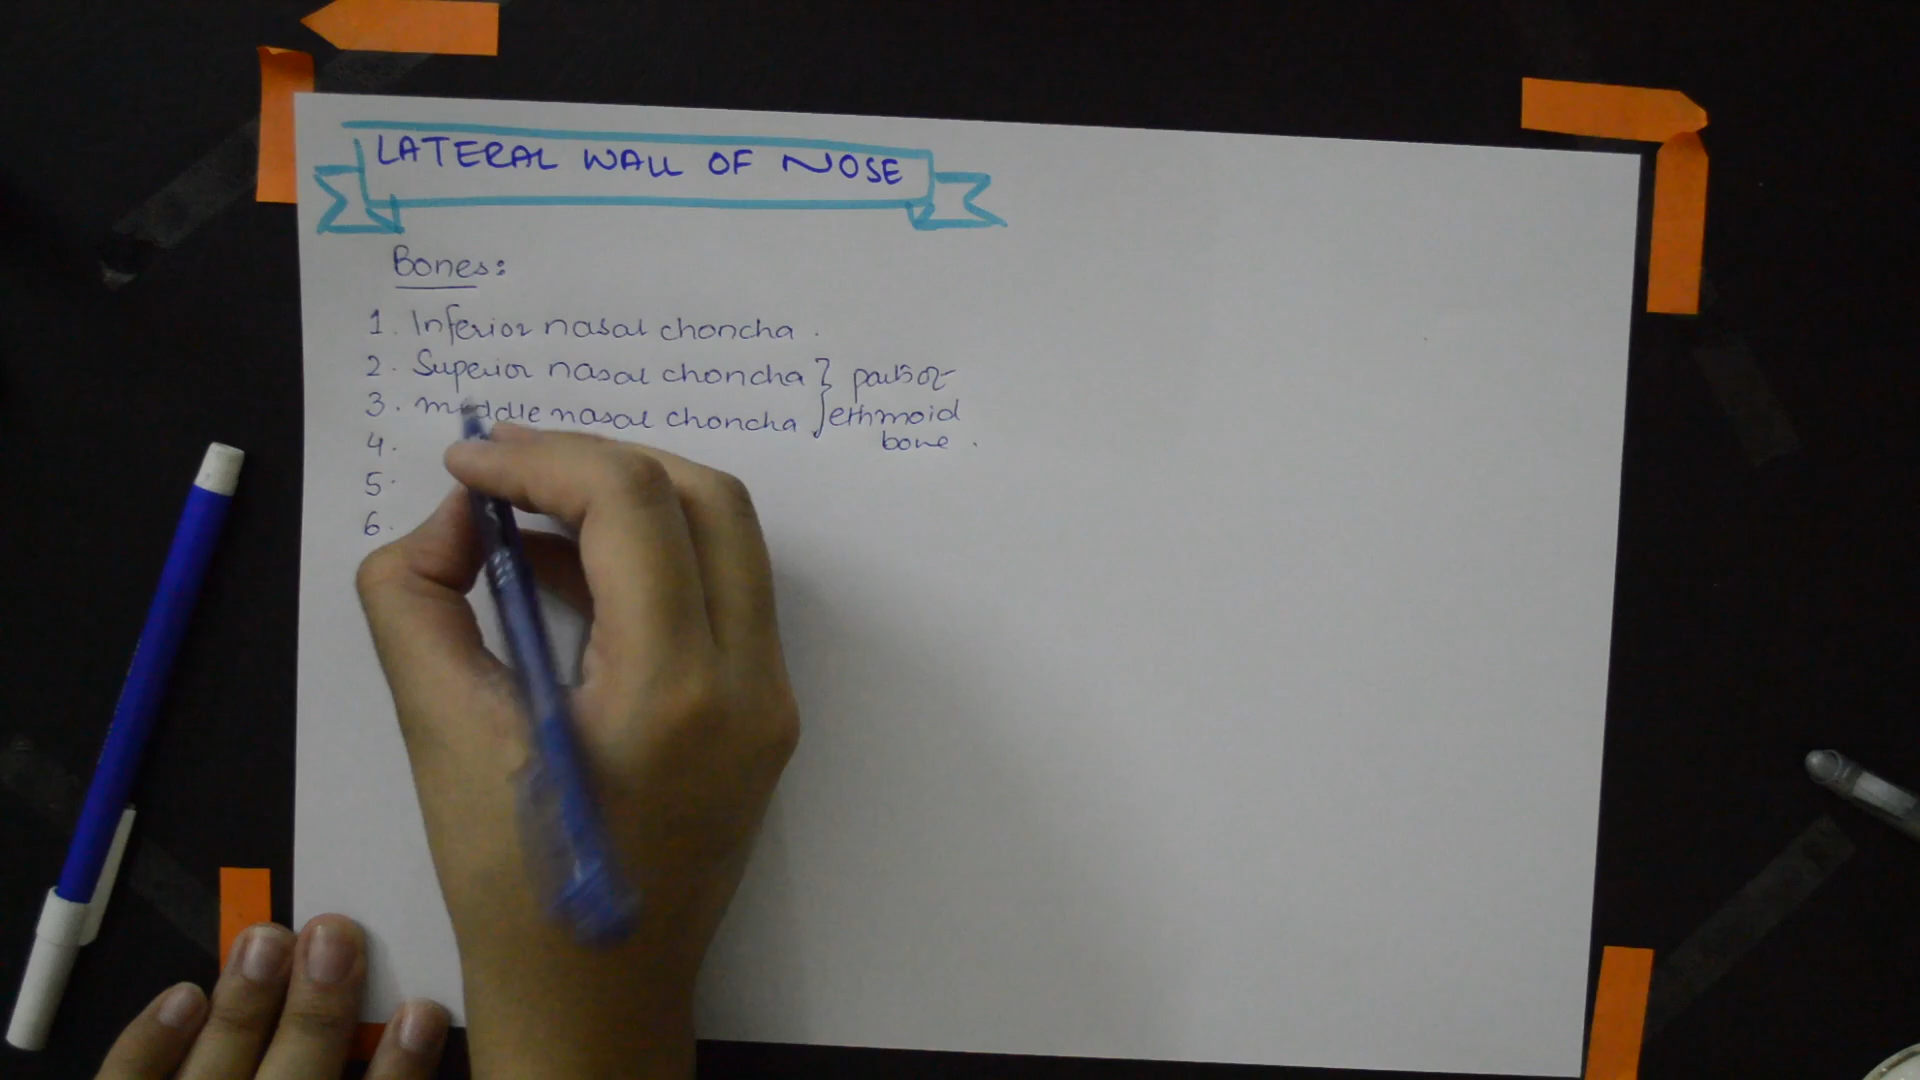 LATERAL WALL OF NOSE
Bones:
1. Inferior nasal choncha.
2. Superior nasal choncha } parts of
3. middle nasal choncha } ethmoid
bone.
4.
5.
6.